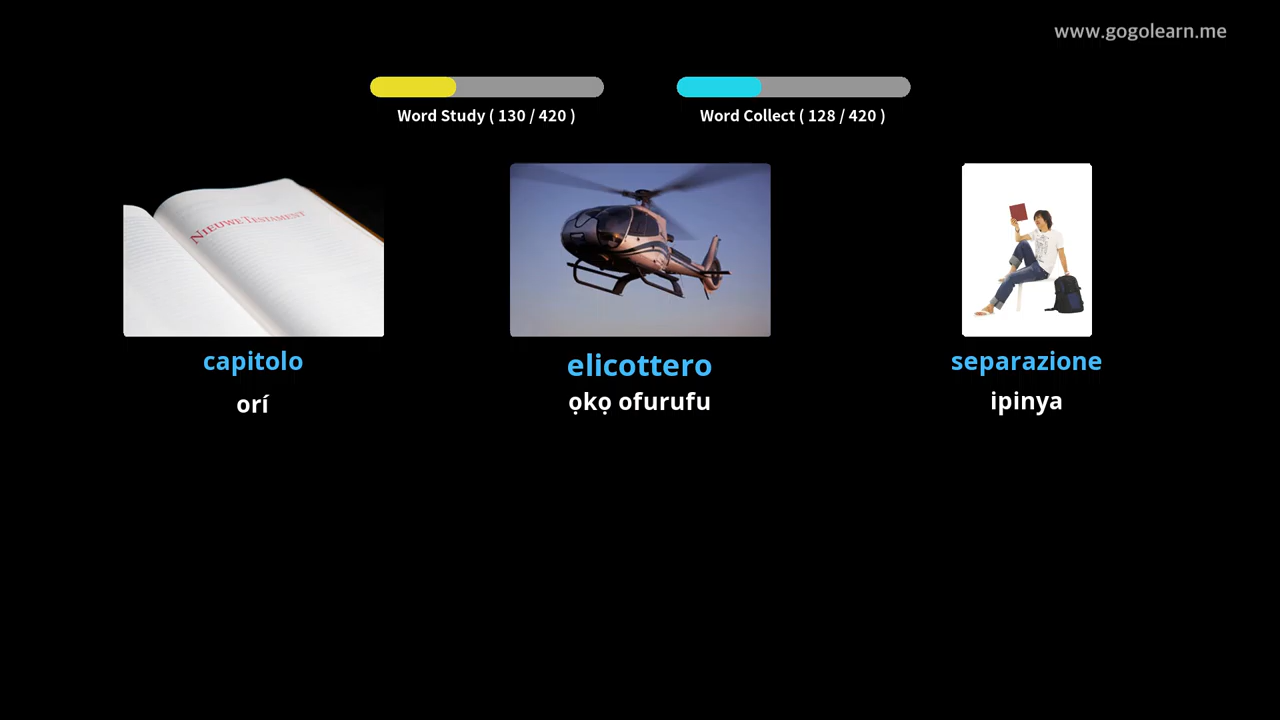 www.gogolearn.me
Word Study ( 130 / 420 )
Word Collect ( 128 / 420 )
NIEUWE TESTAMENT
capitolo
elicottero
separazione
orí
ọkọ ofurufu
ipinya